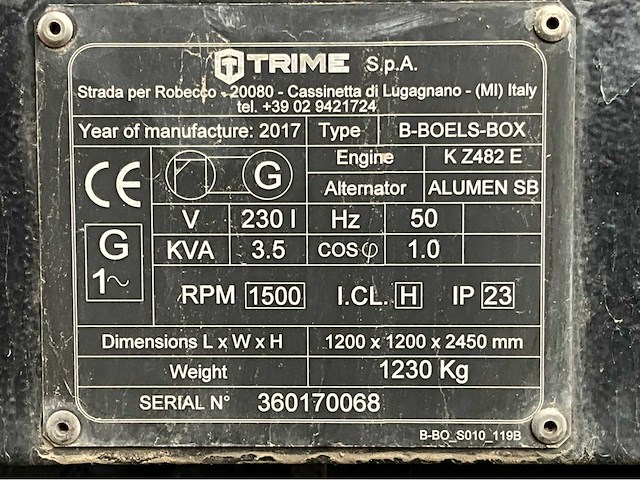 TRIME S.p.A.
Strada per Robecco - 20080 - Cassinetta di Lugagnano - (MI) Italy
tel. +39 02 9421724
Year of manufacture: 2017 Type B-BOELS-BOX
Engine K Z482 E
Alternator ALUMEN SB
CE G
G 1~
V 230 I Hz 50
KVA 3.5 COSφ 1.0
RPM 1500 I.CL. H IP 23
Dimensions L x W x H 1200 x 1200 x 2450 mm
Weight 1230 Kg
SERIAL N° 360170068
B-BO_S010_119B